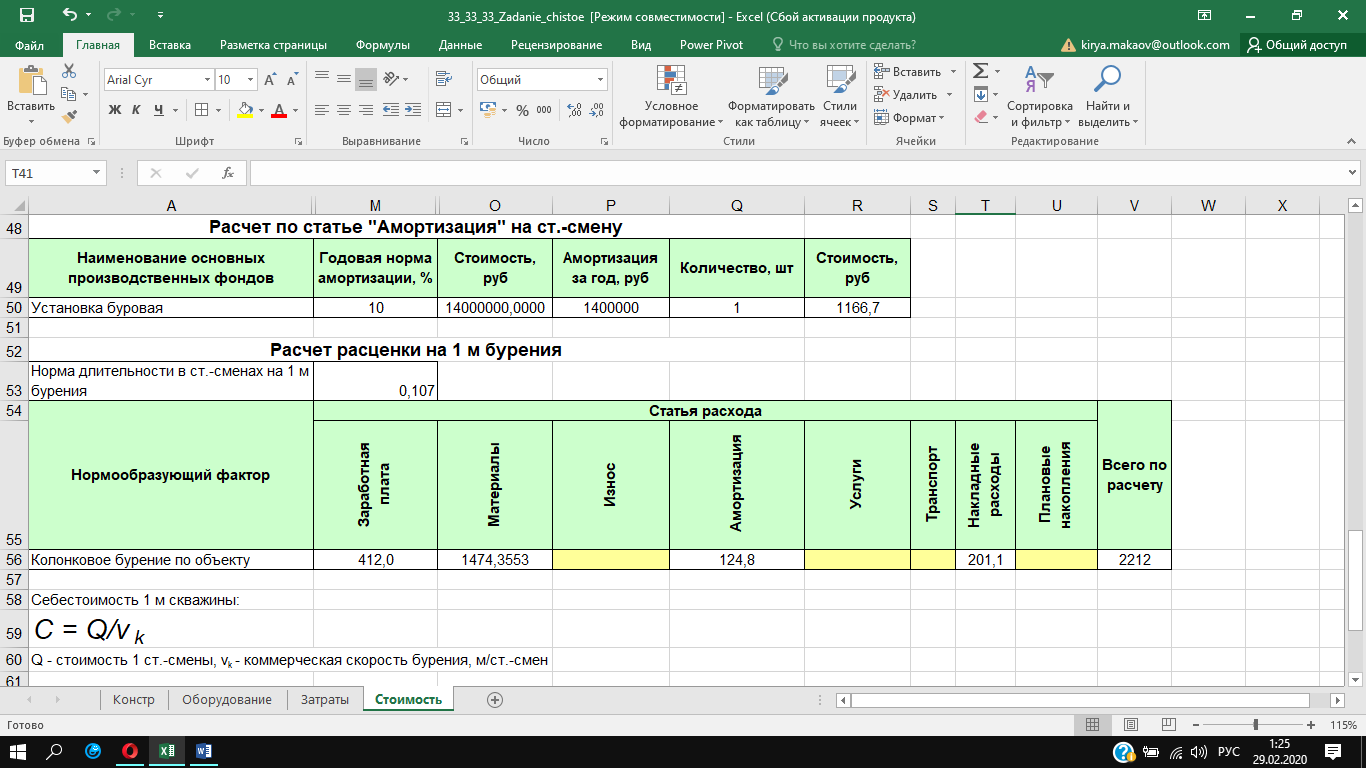 33_33_33_Zadanie_chistoe [Режим совместимости] - Excel (Сбой активации продукта)
Файл Главная Вставка Разметка страницы Формулы Данные Рецензирование Вид Power Pivot Что вы хотите сделать? kirya.makaov@outlook.com Общий доступ
Вставить
Arial Cyr 10
Ж К Ч
Общий
% 000
Условное форматирование
Форматировать как таблицу
Стили ячеек
Вставить
Удалить
Формат
Сортировка и фильтр
Найти и выделить
Буфер обмена Шрифт Выравнивание Число Стили Ячейки Редактирование
T41 fx
A M O P Q R S T U V W X
48 Расчет по статье "Амортизация" на ст.-смену
49 Наименование основных производственных фондов Годовая норма амортизации, % Стоимость, руб Амортизация за год, руб Количество, шт Стоимость, руб
50 Установка буровая 10 14000000,0000 1400000 1 1166,7
51
52 Расчет расценки на 1 м бурения
53 Норма длительности в ст.-сменах на 1 м бурения 0,107
54 Статья расхода
55 Нормообразующий фактор Заработная плата Материалы Износ Амортизация Услуги Транспорт Накладные расходы Плановые накопления Всего по расчету
56 Колонковое бурение по объекту 412,0 1474,3553 124,8 201,1 2212
57
58 Себестоимость 1 м скважины:
59 C = Q/v k
60 Q - стоимость 1 ст.-смены, vk - коммерческая скорость бурения, м/ст.-смен
61
Констр Оборудование Затраты Стоимость
Готово 115%
РУС 1:25
29.02.2020